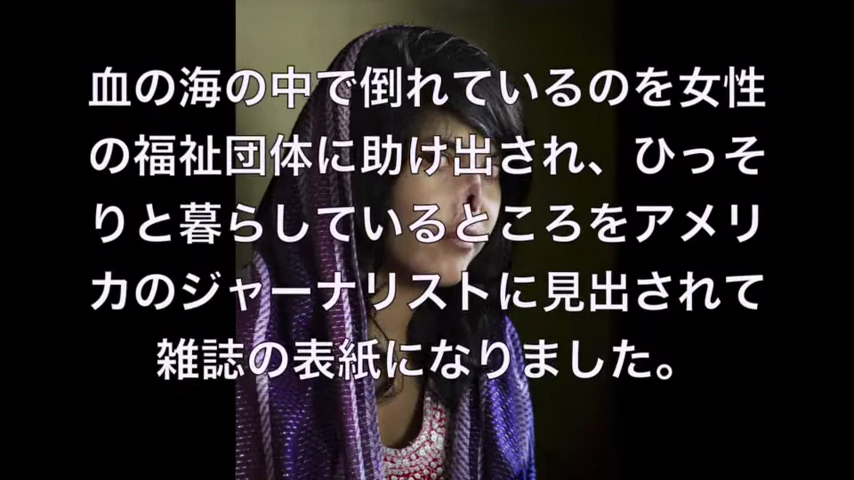 血の海の中で倒れているのを女性
の福祉団体に助け出され、ひっそ
りと暮らしているところをアメリ
カのジャーナリストに見出されて
雑誌の表紙になりました。